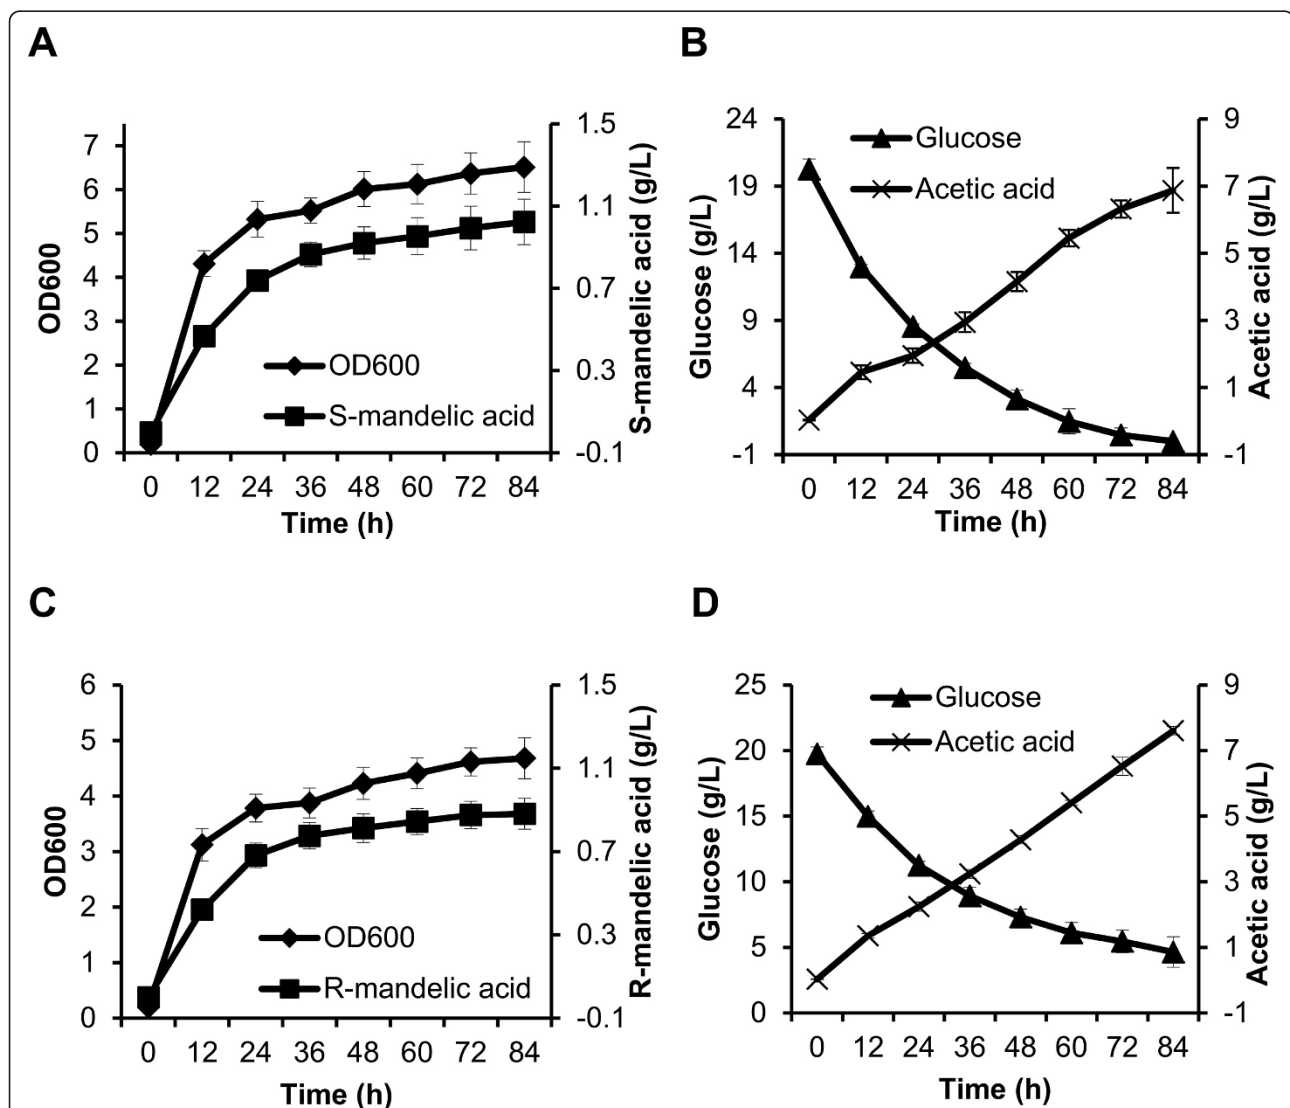 A
7
6
5
4
3
2
1
0
OD600
1.5
1.1
0.7
0.3
-0.1
S-mandelic acid (g/L)
OD600
S-mandelic acid
0 12 24 36 48 60 72 84
Time (h)
B
24
19
14
9
4
-1
Glucose (g/L)
9
7
5
3
1
-1
Acetic acid (g/L)
Glucose
Acetic acid
0 12 24 36 48 60 72 84
Time (h)
C
6
5
4
3
2
1
0
OD600
1.5
1.1
0.7
0.3
-0.1
R-mandelic acid (g/L)
OD600
R-mandelic acid
0 12 24 36 48 60 72 84
Time (h)
D
25
20
15
10
5
0
Glucose (g/L)
9
7
5
3
1
-1
Acetic acid (g/L)
Glucose
Acetic acid
0 12 24 36 48 60 72 84
Time (h)